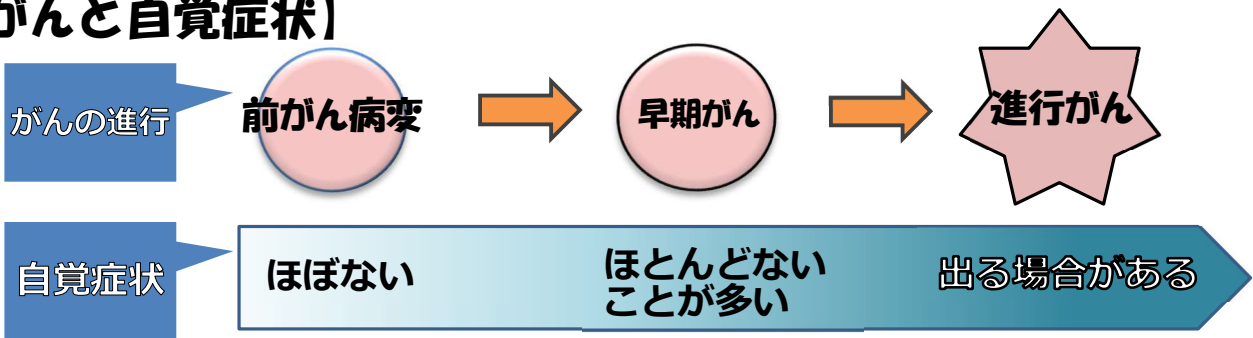 がんと自覚症状】
がんの進行
前がん病変
早期がん
進行がん
自覚症状
ほぼない
ほとんどない
ことが多い
出る場合がある